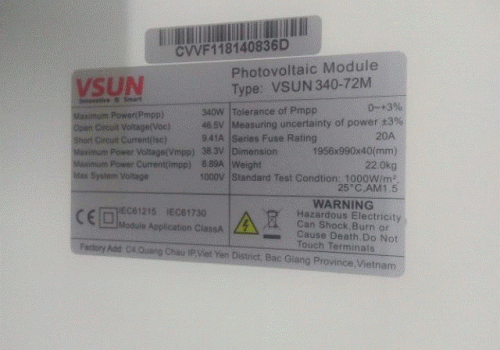 CVVF118140836D
VSUN
Innovative & Smart
Photovoltaic Module
Type: VSUN340-72M
Maximum Power(Pmpp) 340W
Open Circuit Voltage(Voc) 46.5V
Short Circuit Current(Isc) 9.41A
Maximum Power Voltage(Vmpp) 38.3V
Maximum Power Current(Impp) 8.89A
Max System Voltage 1000V
Tolerance of Pmpp 0~+3%
Measuring uncertainty of power ±3%
Series Fuse Rating 20A
Dimension 1956x990x40(mm)
Weight 22.0kg
Standard Test Condtion: 1000W/m²,
25°C,AM1.5
CE
IEC61215 IEC61730
Module Application ClassA
WARNING
Hazardous Electricity
Can Shock,Burn or
Cause Death.Do Not
Touch Terminals
Factory Add: C4,Quang Chau IP,Viet Yen District, Bac Giang Province,Vietnam